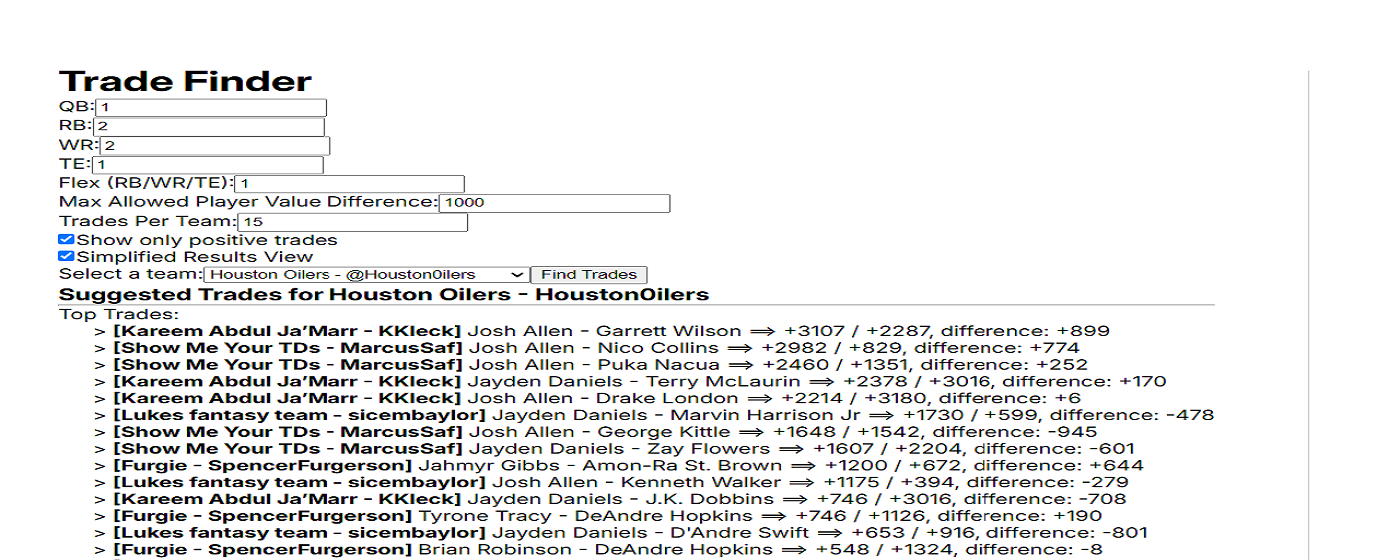 Trade Finder
QB: 1
RB: 2
WR: 2
TE: 1
Flex (RB/WR/TE): 1
Max Allowed Player Value Difference: 1000
Trades Per Team: 15
Show only positive trades
Simplified Results View
Select a team: Houston Oilers - @Houston0ilers Find Trades
Suggested Trades for Houston Oilers - Houston0ilers
Top Trades:
> [Kareem Abdul Ja’Marr - KKleck] Josh Allen - Garrett Wilson ⟹ +3107 / +2287, difference: +899
> [Show Me Your TDs - MarcusSaf] Josh Allen - Nico Collins ⟹ +2982 / +829, difference: +774
> [Show Me Your TDs - MarcusSaf] Josh Allen - Puka Nacua ⟹ +2460 / +1351, difference: +252
> [Kareem Abdul Ja’Marr - KKleck] Jayden Daniels - Terry McLaurin ⟹ +2378 / +3016, difference: +170
> [Kareem Abdul Ja’Marr - KKleck] Josh Allen - Drake London ⟹ +2214 / +3180, difference: +6
> [Lukes fantasy team - sicembaylor] Jayden Daniels - Marvin Harrison Jr ⟹ +1730 / +599, difference: -478
> [Show Me Your TDs - MarcusSaf] Josh Allen - George Kittle ⟹ +1648 / +1542, difference: -945
> [Show Me Your TDs - MarcusSaf] Jayden Daniels - Zay Flowers ⟹ +1607 / +2204, difference: -601
> [Furgie - SpencerFurgerson] Jahmyr Gibbs - Amon-Ra St. Brown ⟹ +1200 / +672, difference: +644
> [Lukes fantasy team - sicembaylor] Josh Allen - Kenneth Walker ⟹ +1175 / +394, difference: -279
> [Kareem Abdul Ja’Marr - KKleck] Jayden Daniels - J.K. Dobbins ⟹ +746 / +3016, difference: -708
> [Furgie - SpencerFurgerson] Tyrone Tracy - DeAndre Hopkins ⟹ +746 / +1126, difference: +190
> [Lukes fantasy team - sicembaylor] Jayden Daniels - D'Andre Swift ⟹ +653 / +916, difference: -801
> [Furgie - SpencerFurgerson] Brian Robinson - DeAndre Hopkins ⟹ +548 / +1324, difference: -8